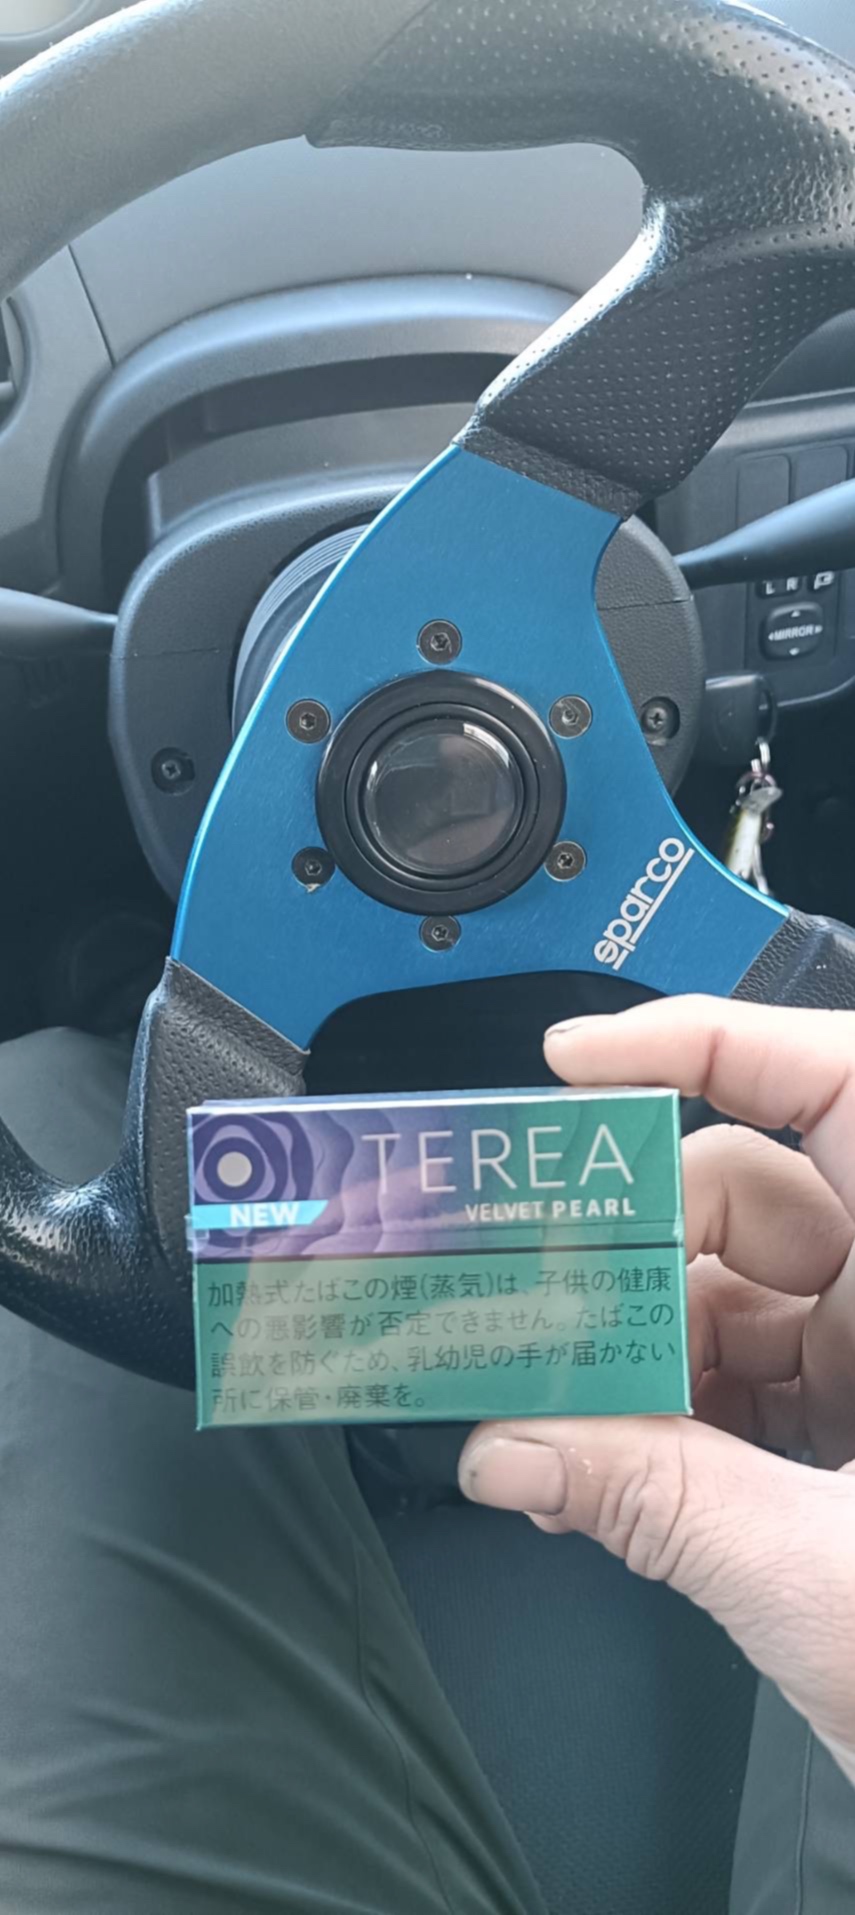 L R
MIRROR
sparco
TEREA
NEW
VELVET PEARL
加熱式たばこの煙(蒸気)は、子供の健康
への悪影響が否定できません。たばこの
誤飲を防ぐため、乳幼児の手が届かない
所に保管・廃棄を。